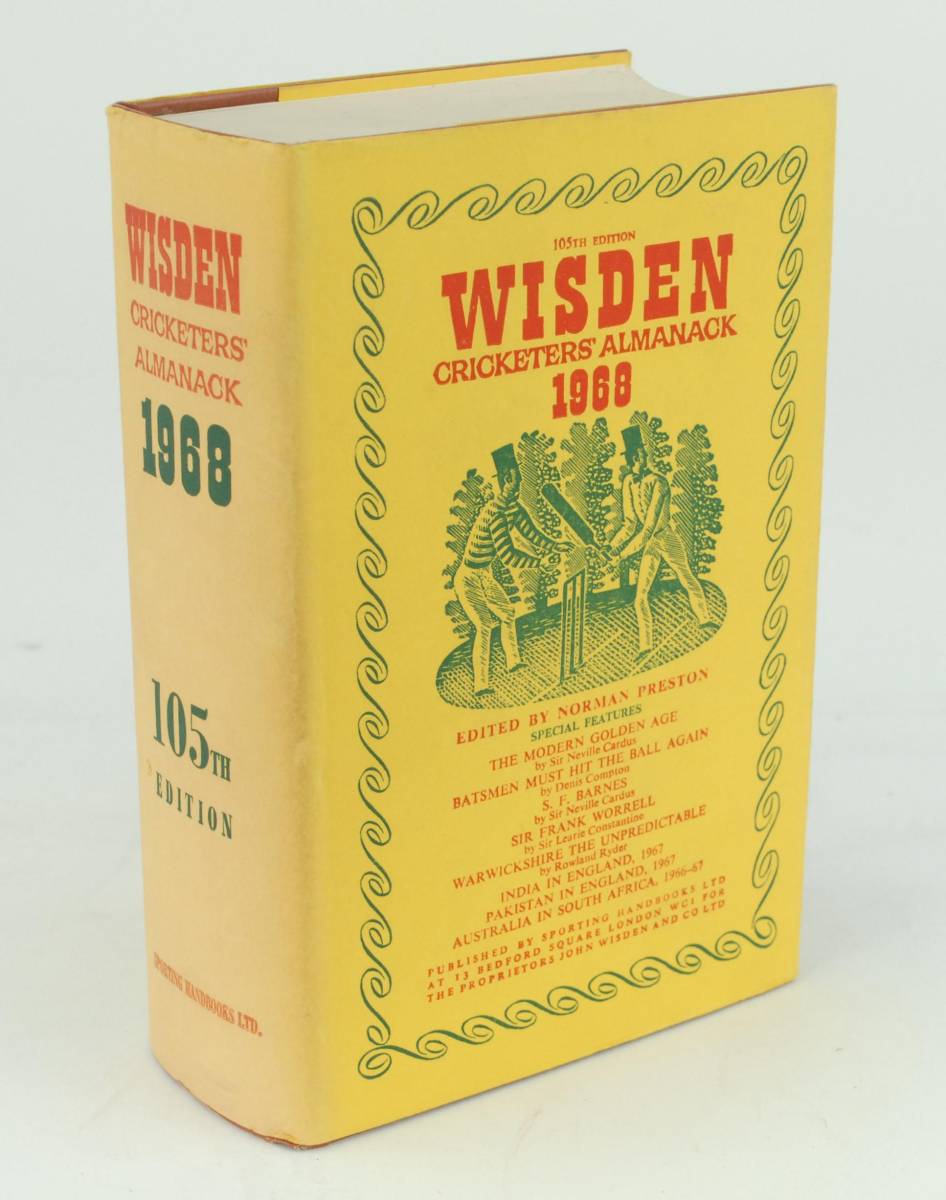 WISDEN
CRICKETERS'
ALMANACK
1968
105TH
EDITION
SPORTING HANDBOOKS LTD.
105TH EDITION
WISDEN
CRICKETERS' ALMANACK
1968
EDITED BY NORMAN PRESTON
SPECIAL FEATURES
THE MODERN GOLDEN AGE
by Sir Neville Cardus
BATSMEN MUST HIT THE BALL AGAIN
by Denis Compton
S. F. BARNES
by Sir Neville Cardus
SIR FRANK WORRELL
by Sir Learie Constantine
WARWICKSHIRE THE UNPREDICTABLE
by Rowland Ryder
INDIA IN ENGLAND, 1967
PAKISTAN IN ENGLAND, 1967
AUSTRALIA IN SOUTH AFRICA, 1966-67
PUBLISHED BY SPORTING HANDBOOKS LTD
AT 13 BEDFORD SQUARE LONDON WC1 FOR
THE PROPRIETORS JOHN WISDEN AND CO LTD